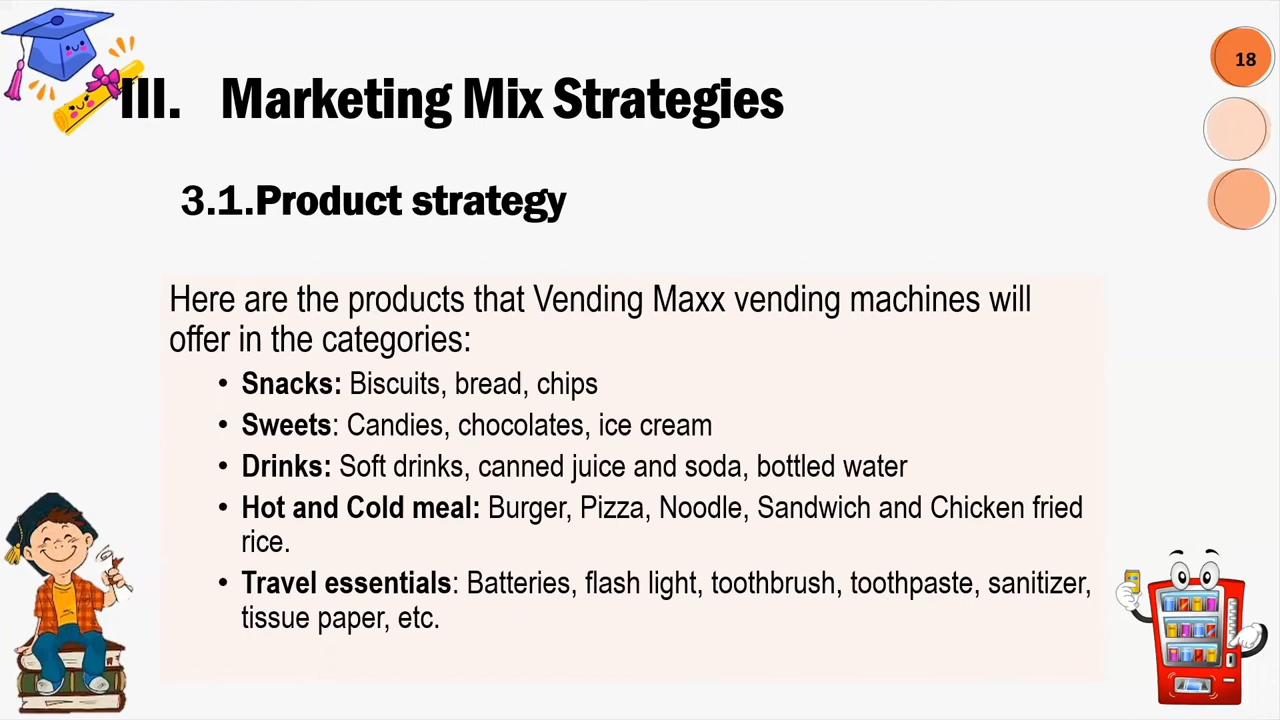 18
III. Marketing Mix Strategies
3.1.Product strategy
Here are the products that Vending Maxx vending machines will
offer in the categories:
• Snacks: Biscuits, bread, chips
• Sweets: Candies, chocolates, ice cream
• Drinks: Soft drinks, canned juice and soda, bottled water
• Hot and Cold meal: Burger, Pizza, Noodle, Sandwich and Chicken fried
rice.
• Travel essentials: Batteries, flash light, toothbrush, toothpaste, sanitizer,
tissue paper, etc.